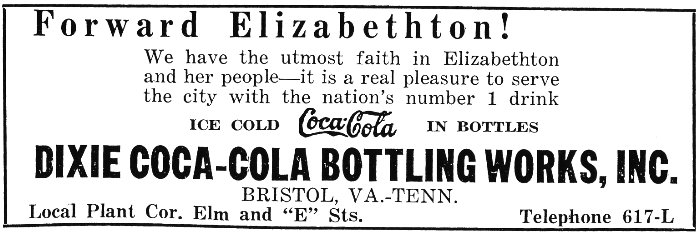 Forward Elizabethton!
We have the utmost faith in Elizabethton
and her people—it is a real pleasure to serve
the city with the nation's number 1 drink
ICE COLD Coca-Cola IN BOTTLES
DIXIE COCA-COLA BOTTLING WORKS, INC.
BRISTOL, VA.-TENN.
Local Plant Cor. Elm and “E” Sts. Telephone 617-L